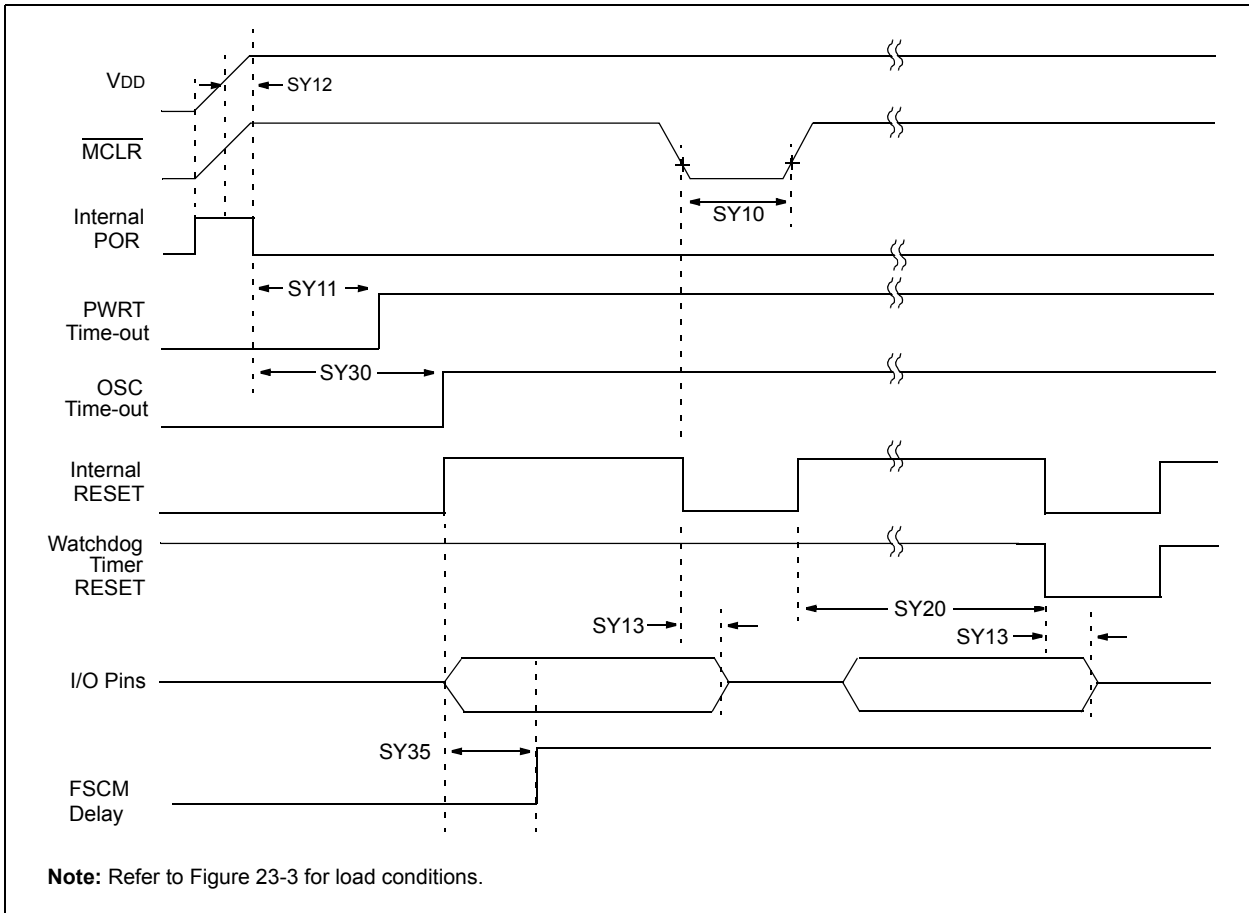 VDD
SY12
MCLR
SY10
Internal
POR
SY11
PWRT
Time-out
SY30
OSC
Time-out
Internal
RESET
Watchdog
Timer
RESET
SY20
SY13
SY13
I/O Pins
SY35
FSCM
Delay
Note: Refer to Figure 23-3 for load conditions.